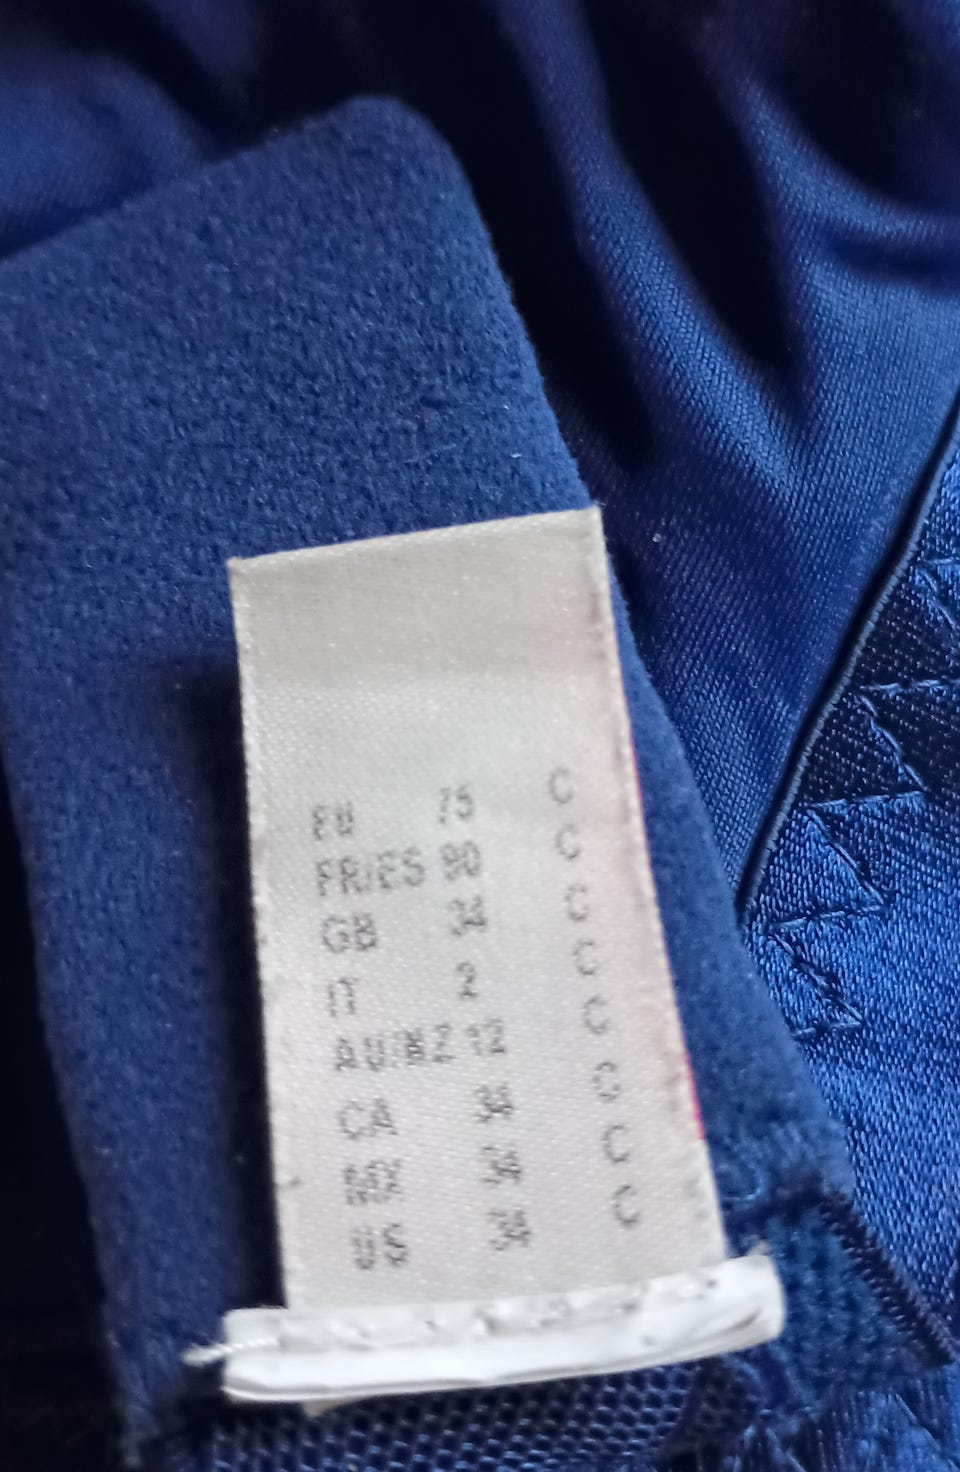 EU 75 C
FR/ES 90 C
GB 34 C
IT 2 C
AU/NZ 12 C
CA 34 C
MX 34 C
US 34 C